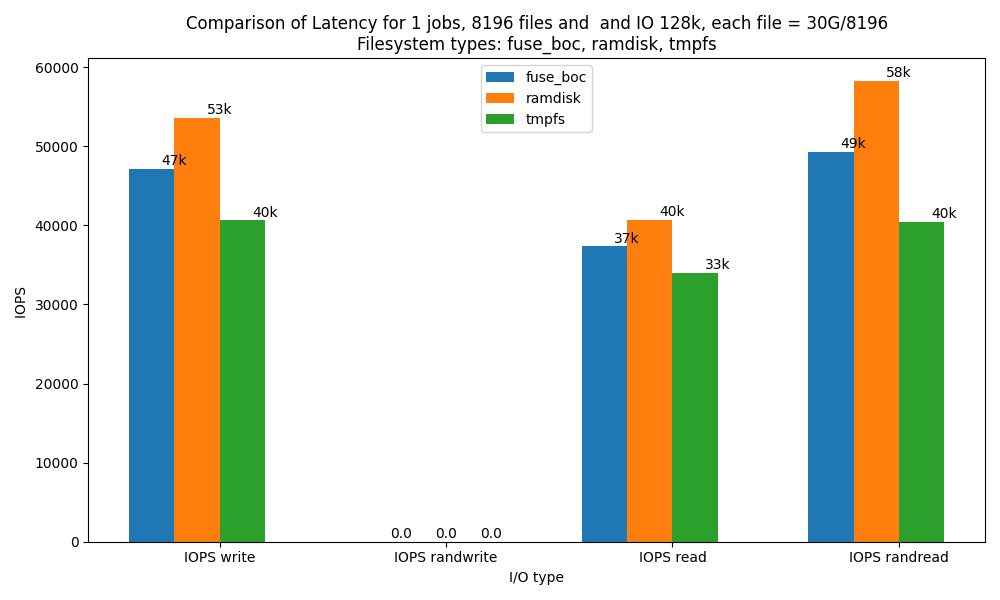 Comparison of Latency for 1 jobs, 8196 files and  and IO 128k, each file = 30G/8196
Filesystem types: fuse_boc, ramdisk, tmpfs
fuse_boc
ramdisk
tmpfs
60000
50000
40000
30000
20000
10000
0
IOPS
47k
53k
40k
0.0
0.0
0.0
37k
40k
33k
49k
58k
40k
IOPS write
IOPS randwrite
IOPS read
IOPS randread
I/O type